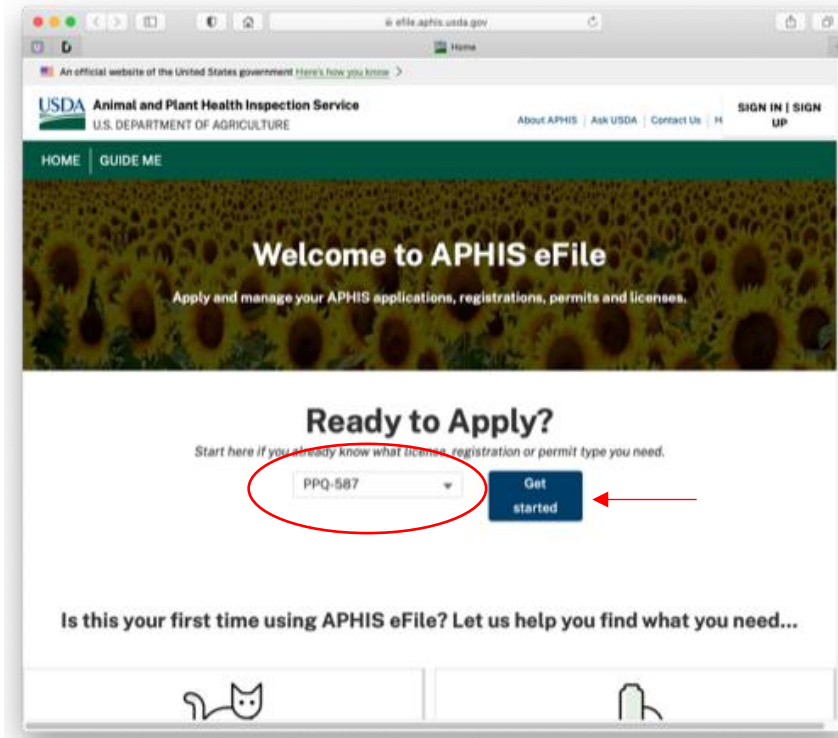 efile.aphis.usda.gov
Home
An official website of the United States government Here's how you know
USDA Animal and Plant Health Inspection Service
U.S. DEPARTMENT OF AGRICULTURE
About APHIS | Ask USDA | Contact Us | H
SIGN IN | SIGN UP
HOME GUIDE ME
Welcome to APHIS eFile
Apply and manage your APHIS applications, registrations, permits and licenses.
Ready to Apply?
Start here if you already know what license, registration or permit type you need.
PPQ-587
Get
started
Is this your first time using APHIS eFile? Let us help you find what you need...